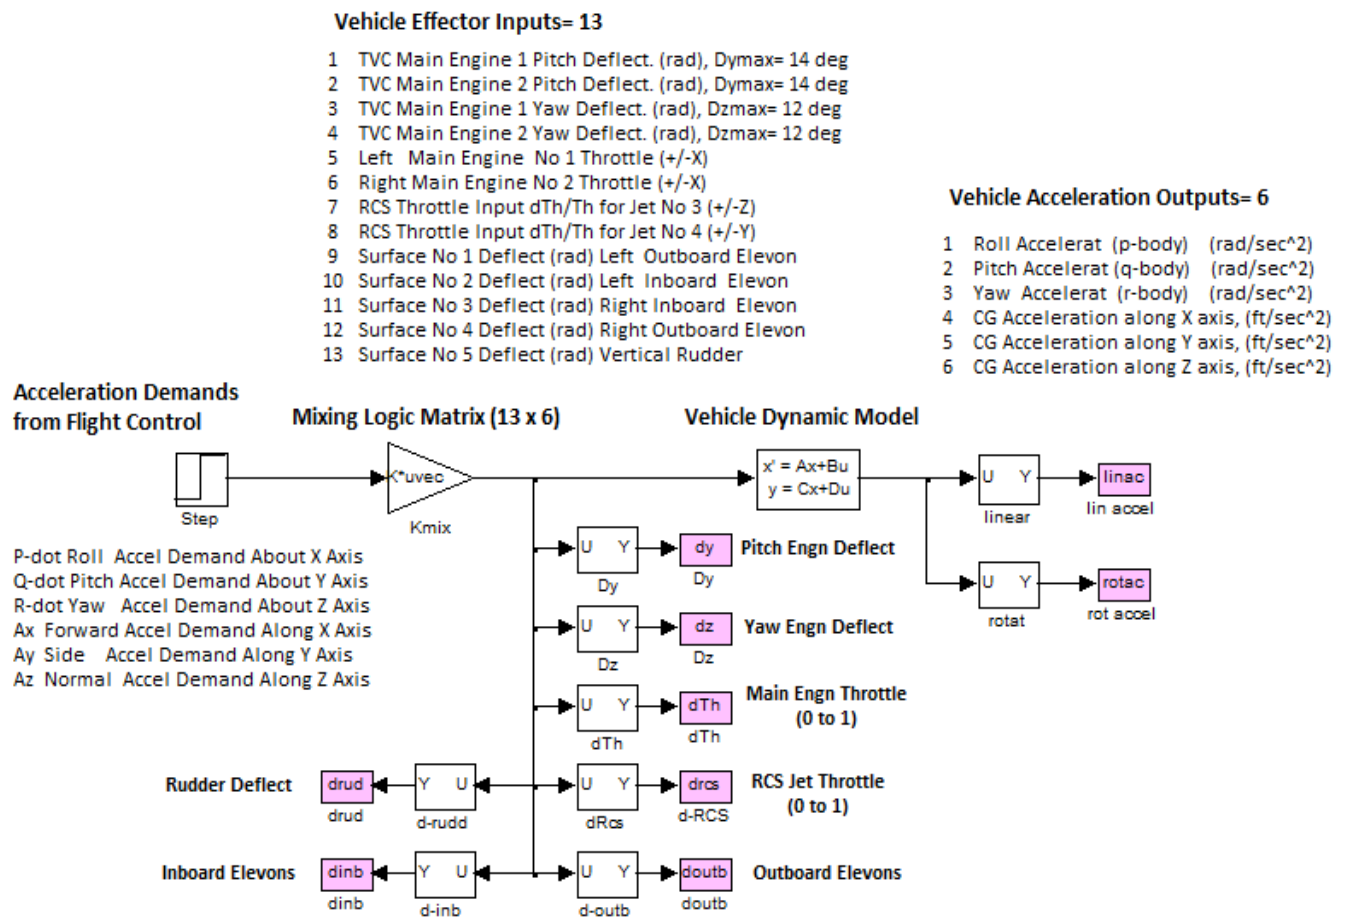 Vehicle Effector Inputs= 13
1 TVC Main Engine 1 Pitch Deflect. (rad), Dymax= 14 deg
2 TVC Main Engine 2 Pitch Deflect. (rad), Dymax= 14 deg
3 TVC Main Engine 1 Yaw Deflect. (rad), Dzmax= 12 deg
4 TVC Main Engine 2 Yaw Deflect. (rad), Dzmax= 12 deg
5 Left Main Engine No 1 Throttle (+/-X)
6 Right Main Engine No 2 Throttle (+/-X)
7 RCS Throttle Input dTh/Th for Jet No 3 (+/-Z)
8 RCS Throttle Input dTh/Th for Jet No 4 (+/-Y)
9 Surface No 1 Deflect (rad) Left Outboard Elevon
10 Surface No 2 Deflect (rad) Left Inboard Elevon
11 Surface No 3 Deflect (rad) Right Inboard Elevon
12 Surface No 4 Deflect (rad) Right Outboard Elevon
13 Surface No 5 Deflect (rad) Vertical Rudder
Vehicle Acceleration Outputs= 6
1 Roll Accelerat (p-body) (rad/sec^2)
2 Pitch Accelerat (q-body) (rad/sec^2)
3 Yaw Accelerat (r-body) (rad/sec^2)
4 CG Acceleration along X axis, (ft/sec^2)
5 CG Acceleration along Y axis, (ft/sec^2)
6 CG Acceleration along Z axis, (ft/sec^2)
Acceleration Demands
from Flight Control
Mixing Logic Matrix (13 x 6)
Vehicle Dynamic Model
Step
K*uvec
Kmix
x' = Ax+Bu
y = Cx+Du
U Y
linear
linac
lin accel
U Y
rotat
rotac
rot accel
P-dot Roll Accel Demand About X Axis
Q-dot Pitch Accel Demand About Y Axis
R-dot Yaw Accel Demand About Z Axis
Ax Forward Accel Demand Along X Axis
Ay Side Accel Demand Along Y Axis
Az Normal Accel Demand Along Z Axis
U Y
Dy
dy
Dy
Pitch Engn Deflect
U Y
Dz
dz
Dz
Yaw Engn Deflect
U Y
dTh
dTh
dTh
Main Engn Throttle
(0 to 1)
Rudder Deflect
drud
drud
Y U
d-rudd
U Y
dRcs
drcs
d-RCS
RCS Jet Throttle
(0 to 1)
Inboard Elevons
dinb
dinb
Y U
d-inb
U Y
d-outb
doutb
doutb
Outboard Elevons